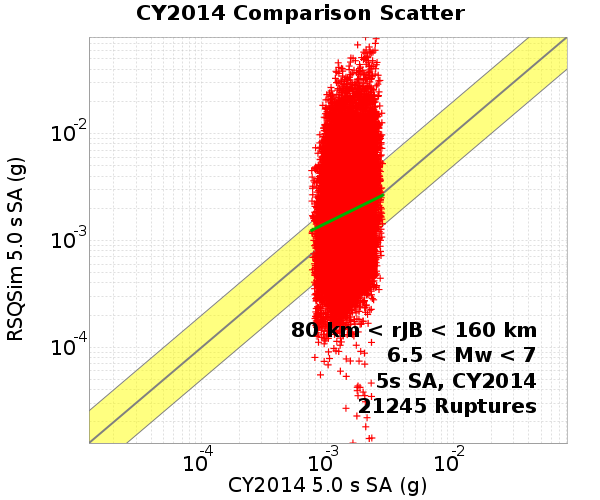 CY2014 Comparison Scatter
RSQSim 5.0 s SA (g)
10-2
10-3
10-4
80 km < rJB < 160 km
6.5 < Mw < 7
5s SA, CY2014
21245 Ruptures
10-4
10-3
10-2
CY2014 5.0 s SA (g)